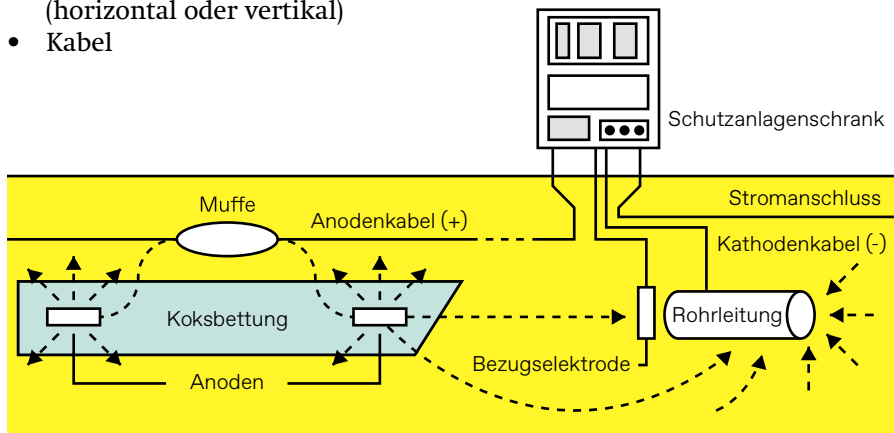 (horizontal oder vertikal)
• Kabel
Schutzanlagenschrank
Stromanschluss
Muffe
Anodenkabel (+)
Kathodenkabel (-)
Koksbettung
Rohrleitung
Bezugselektrode
Anoden